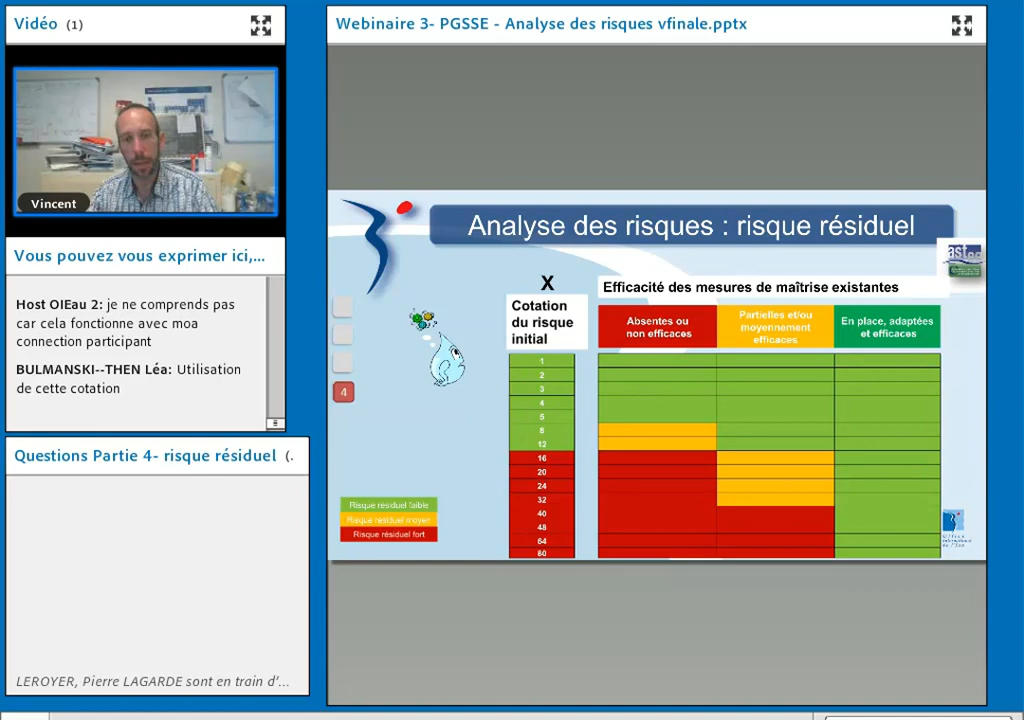 Vidéo (1)
Webinaire 3- PGSSE - Analyse des risques vfinale.pptx
Vincent
Vous pouvez vous exprimer ici,...
Host OIEau 2: je ne comprends pas
car cela fonctionne avec moa
connection participant
BULMANSKI--THEN Léa: Utilisation
de cette cotation
Questions Partie 4- risque résiduel (.
LEROYER, Pierre LAGARDE sont en train d'...
Analyse des risques : risque résiduel
X
Cotation
du risque
initial
Efficacité des mesures de maîtrise existantes
Absentes ou
non efficaces
Partielles et/ou
moyennement
efficaces
En place, adaptées
et efficaces
4
1
2
3
4
5
8
12
16
20
24
32
40
48
64
80
Risque résiduel faible
Risque résiduel moyen
Risque résiduel fort